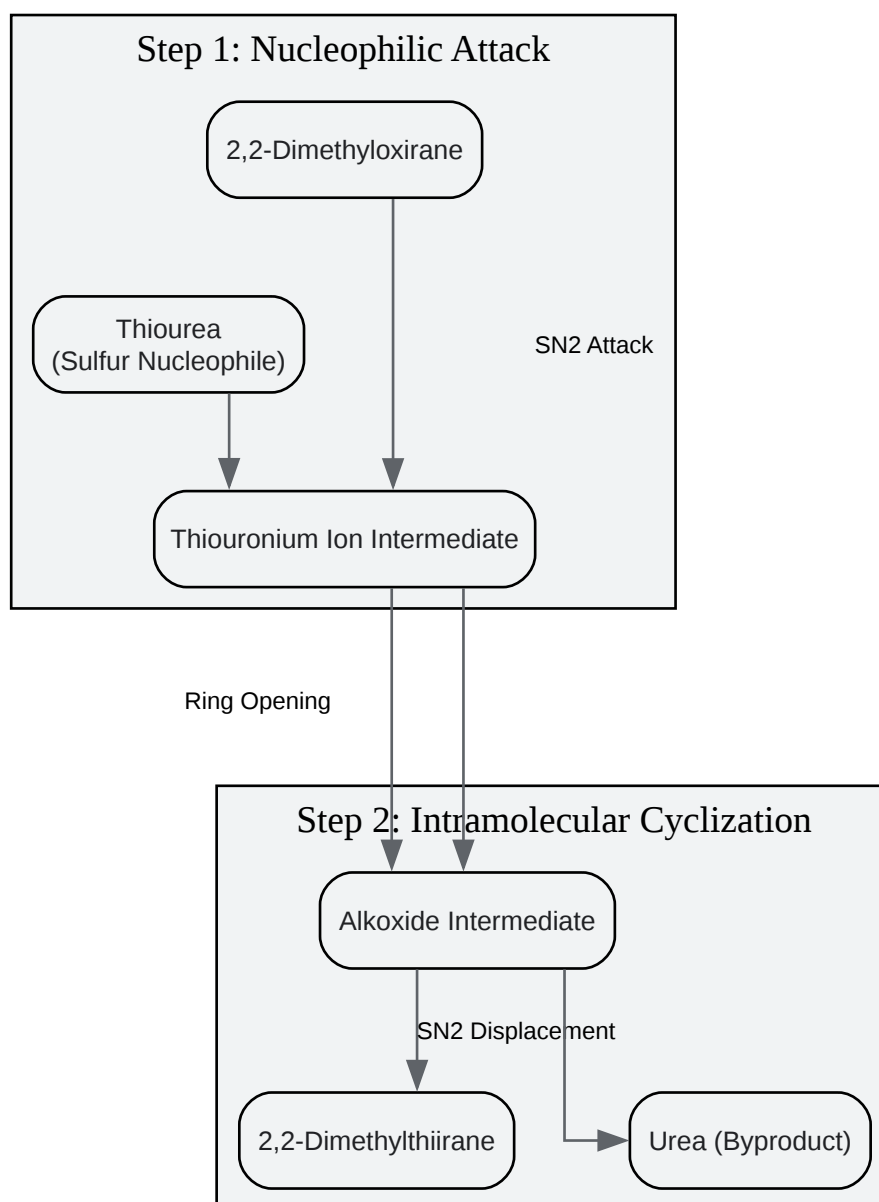 Step 1: Nucleophilic Attack
2,2-Dimethyloxirane
Thiourea
(Sulfur Nucleophile)
SN2 Attack
Thiouronium Ion Intermediate
Ring Opening
Step 2: Intramolecular Cyclization
Alkoxide Intermediate
SN2 Displacement
2,2-Dimethylthiirane
Urea (Byproduct)